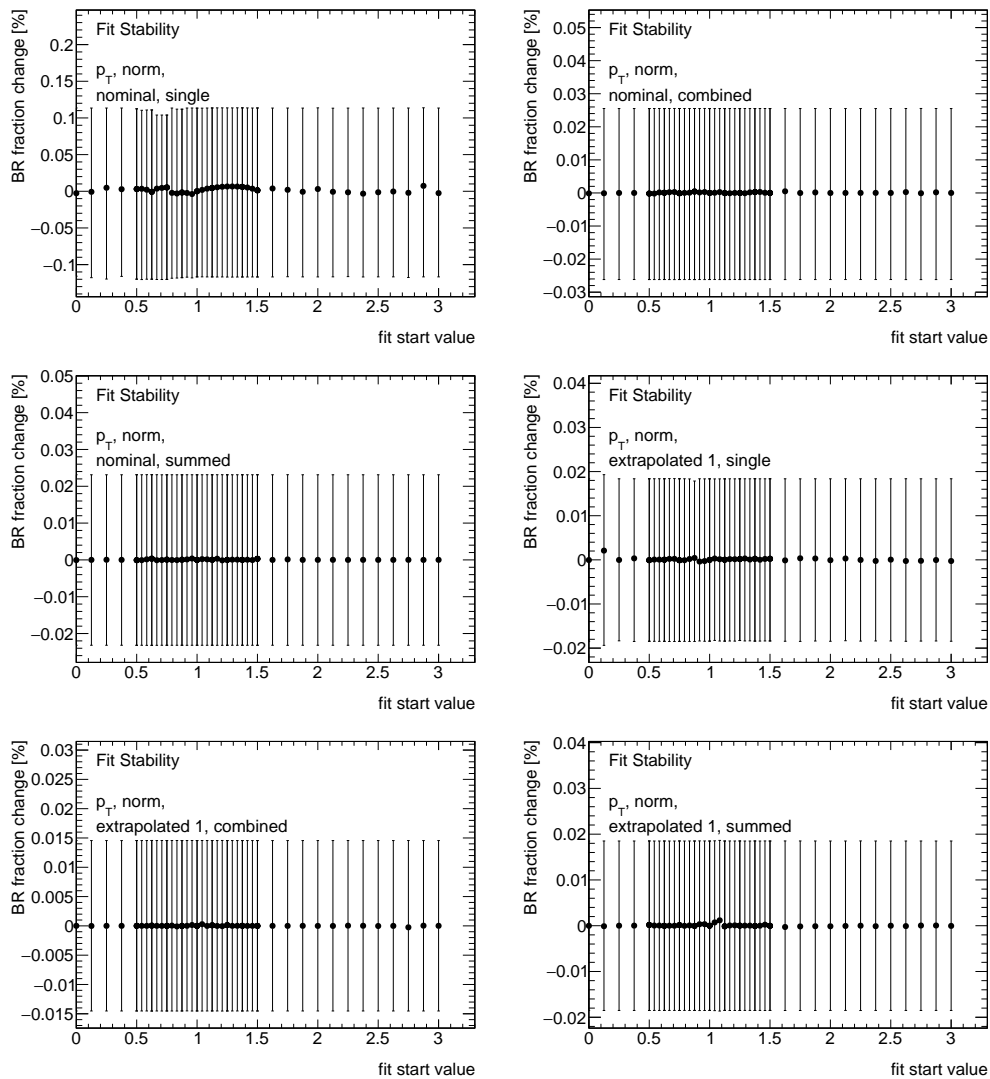 BR fraction change [%]
0.2
0.15
0.1
0.05
0
−0.05
−0.1
Fit Stability
p_T, norm,
nominal, single
0 0.5 1 1.5 2 2.5 3
fit start value
BR fraction change [%]
0.05
0.04
0.03
0.02
0.01
0
−0.01
−0.02
−0.03
Fit Stability
p_T, norm,
nominal, combined
0 0.5 1 1.5 2 2.5 3
fit start value
BR fraction change [%]
0.05
0.04
0.03
0.02
0.01
0
−0.01
−0.02
Fit Stability
p_T, norm,
nominal, summed
0 0.5 1 1.5 2 2.5 3
fit start value
BR fraction change [%]
0.04
0.03
0.02
0.01
0
−0.01
−0.02
Fit Stability
p_T, norm,
extrapolated 1, single
0 0.5 1 1.5 2 2.5 3
fit start value
BR fraction change [%]
0.03
0.025
0.02
0.015
0.01
0.005
0
−0.005
−0.01
−0.015
Fit Stability
p_T, norm,
extrapolated 1, combined
0 0.5 1 1.5 2 2.5 3
fit start value
BR fraction change [%]
0.04
0.03
0.02
0.01
0
−0.01
−0.02
Fit Stability
p_T, norm,
extrapolated 1, summed
0 0.5 1 1.5 2 2.5 3
fit start value